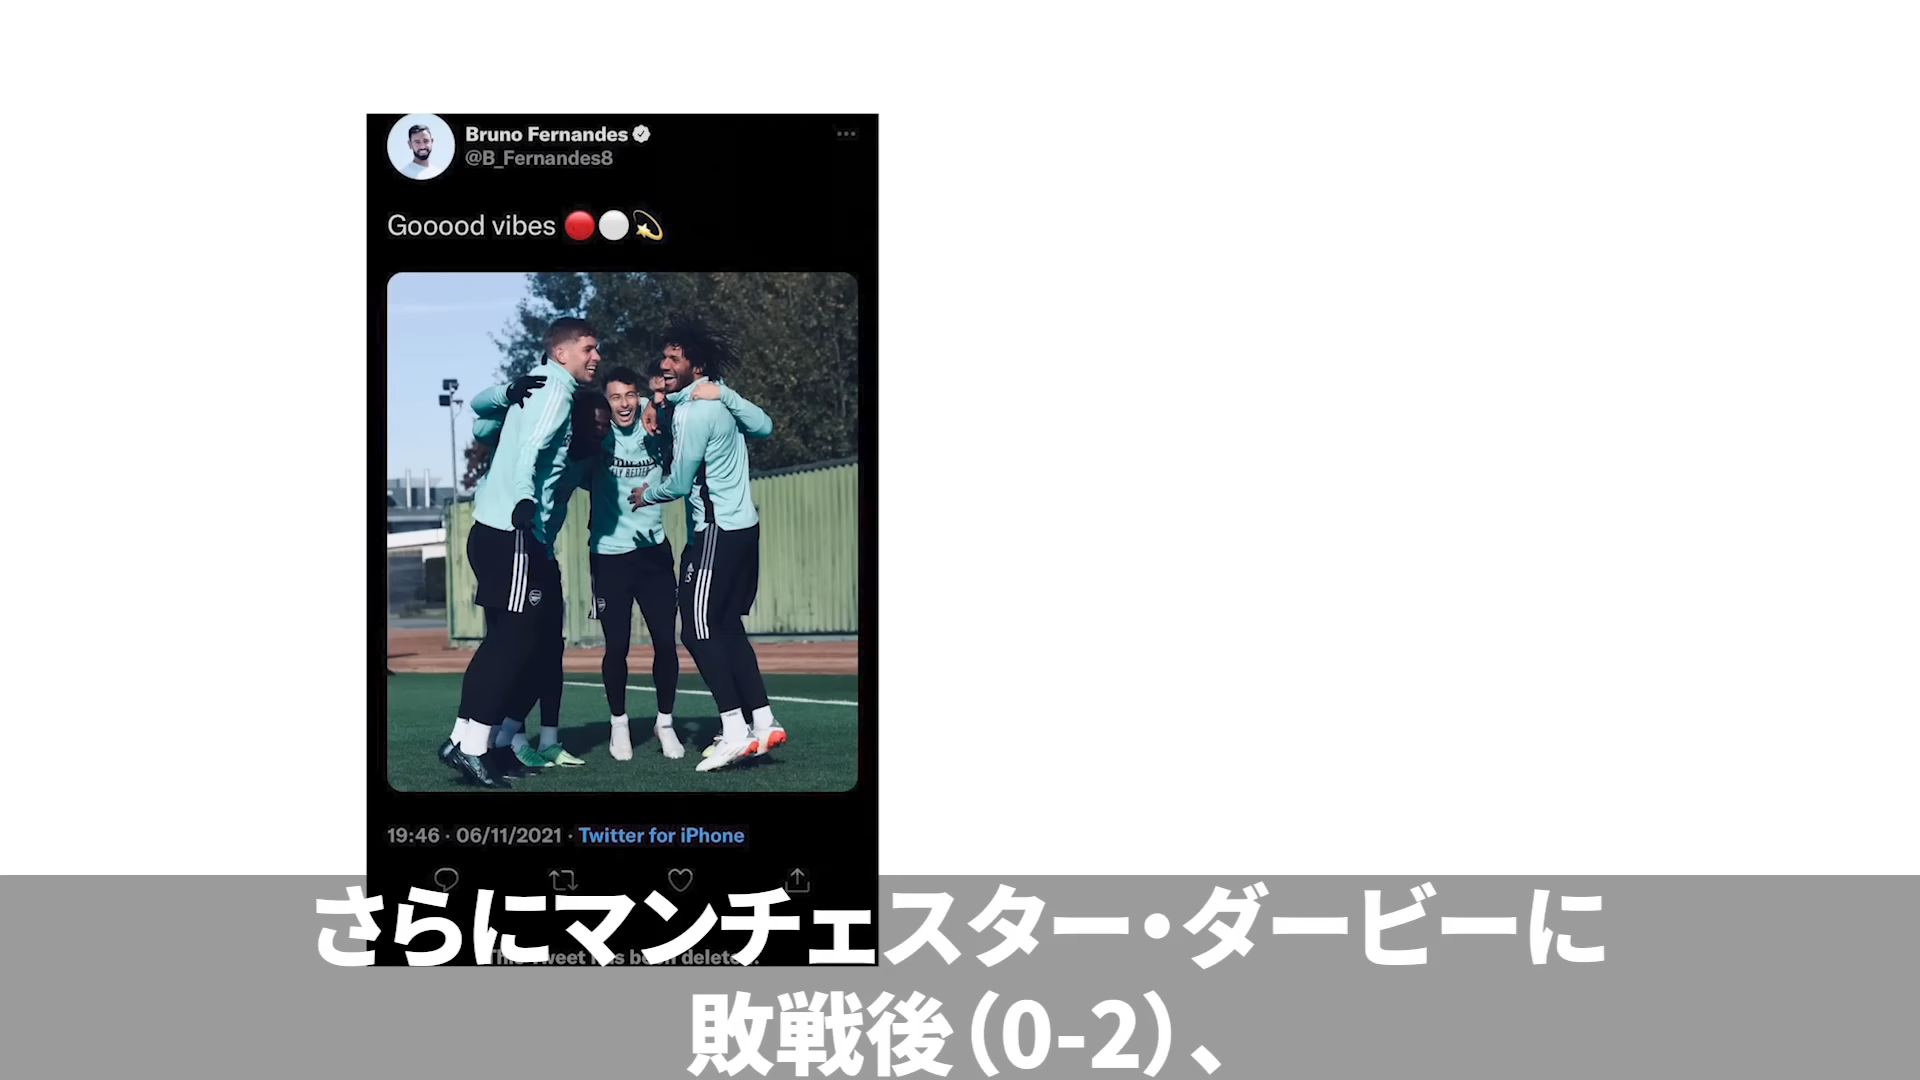 Bruno Fernandes
@B_Fernandes8
Gooood vibes 🔴⚪💫
19:46 · 06/11/2021 · Twitter for iPhone
さらにマンチェスター・ダービーに
敗戦後(0-2)、